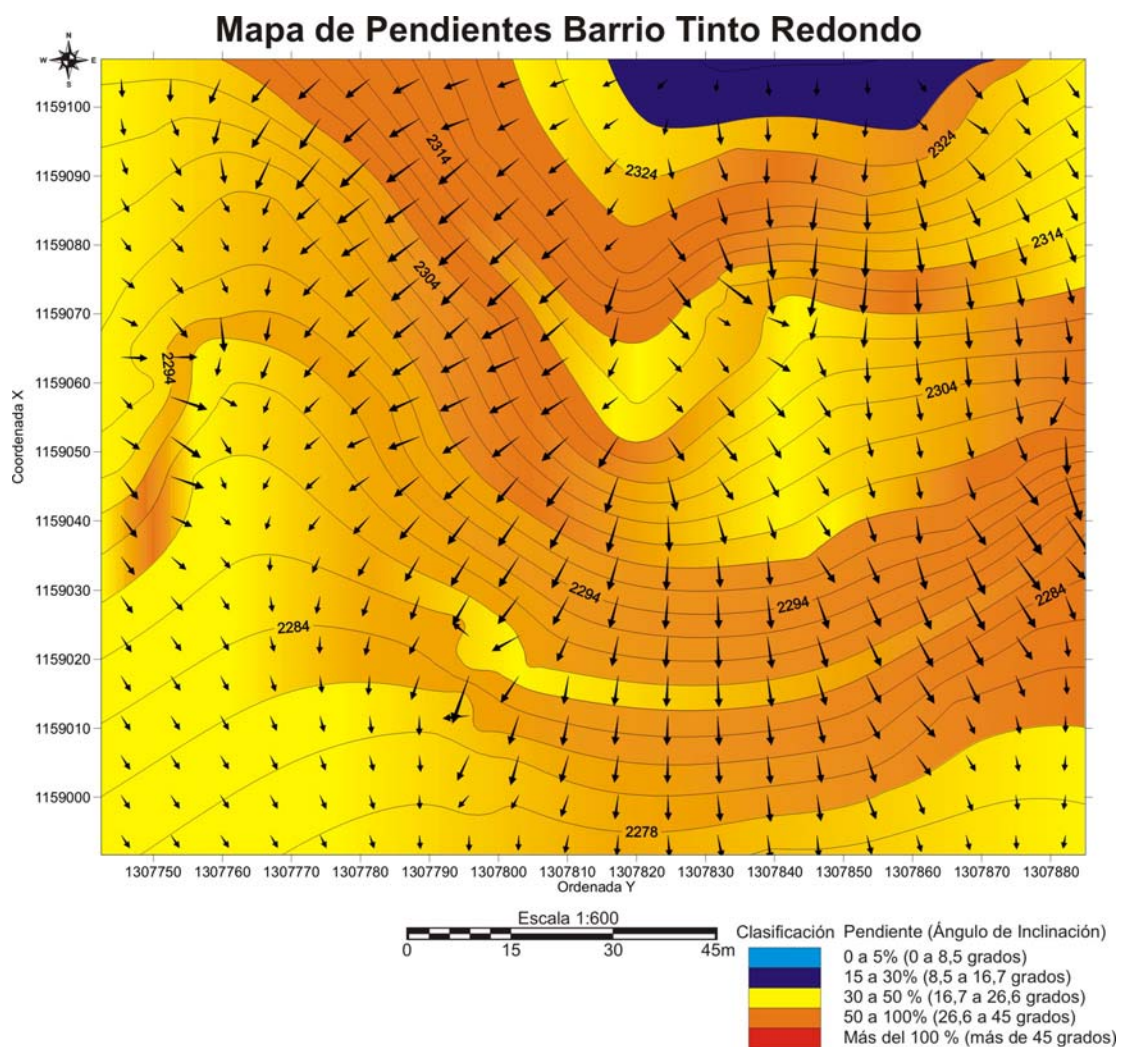 Mapa de Pendientes Barrio Tinto Redondo
N
W E
S
1159100
1159090
1159080
1159070
1159060
1159050
1159040
1159030
1159020
1159010
1159000
Coordenada X
2314
2324
2324
2314
2304
2294
2304
2294
2294
2284
2284
2278
1307750 1307760 1307770 1307780 1307790 1307800 1307810 1307820 1307830 1307840 1307850 1307860 1307870 1307880
Ordenada Y
Escala 1:600
0 15 30 45m
Clasificación Pendiente (Ángulo de Inclinación)
0 a 5% (0 a 8,5 grados)
15 a 30% (8,5 a 16,7 grados)
30 a 50 % (16,7 a 26,6 grados)
50 a 100% (26,6 a 45 grados)
Más del 100 % (más de 45 grados)